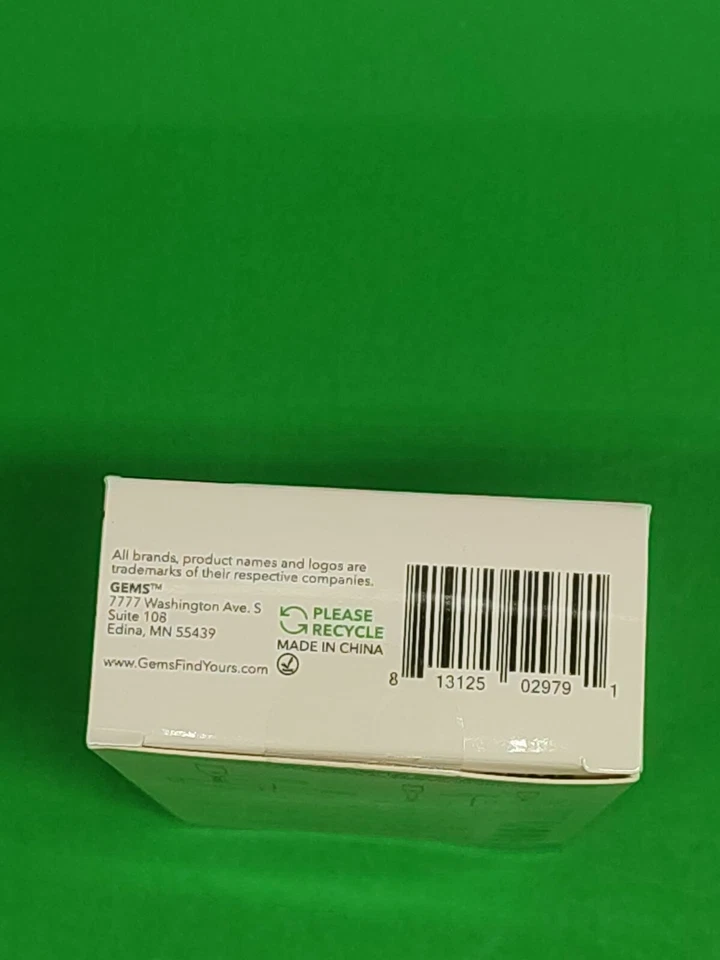 All brands, product names and logos are
trademarks of their respective companies.
GEMS™
7777 Washington Ave. S
Suite 108
Edina, MN 55439
www.GemsFindYours.com
PLEASE
RECYCLE
MADE IN CHINA
8 13125 02979 1